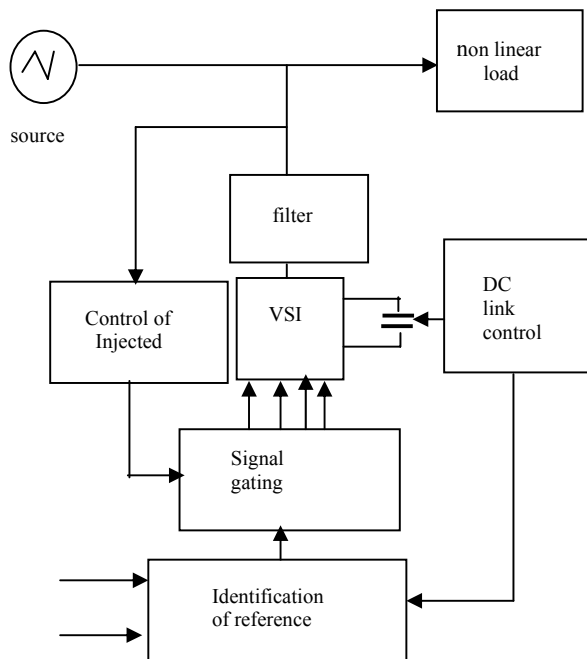 non linear
load
source
filter
DC
link
control
VSI
Control of
Injected
Signal
gating
Identification
of reference